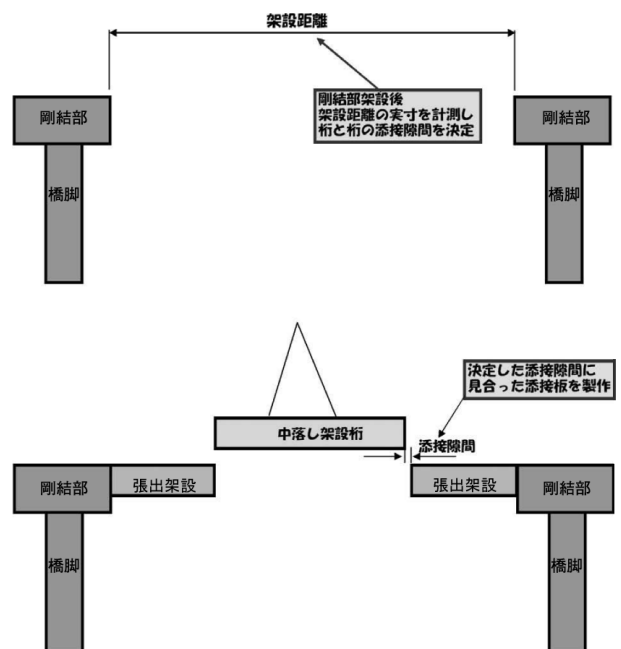 架設距離
剛結部架設後
架設距離の実寸を計測し
桁と桁の添接隙間を決定
剛結部
剛結部
橋脚
橋脚
決定した添接隙間に
見合った添接板を製作
中落し架設桁
添接隙間
剛結部
張出架設
張出架設
剛結部
橋脚
橋脚